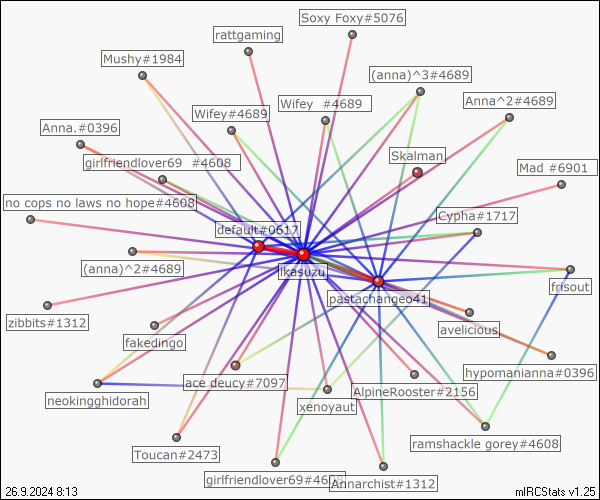 Soxy Foxy#5076
rattgaming
Mushy#1984
(anna)^3#4689
Anna^2#4689
Wifey#4689
Wifey #4689
Anna.#0396
Skalman
girlfriendlover69 #4608
Mad #6901
no cops no laws no hope#4608
Cypha#1717
default#0617
(anna)^2#4689
ikasuzu
frisout
pastachangeo41
zibbits#1312
avelicious
fakedingo
hypomanianna#0396
ace deucy#7097
AlpineRooster#2156
neokingghidorah
xenoyaut
ramshackle gorey#4608
Toucan#2473
girlfriendlover69#4608
Annarchist#1312
26.9.2024 8:13
mIRCStats v1.25